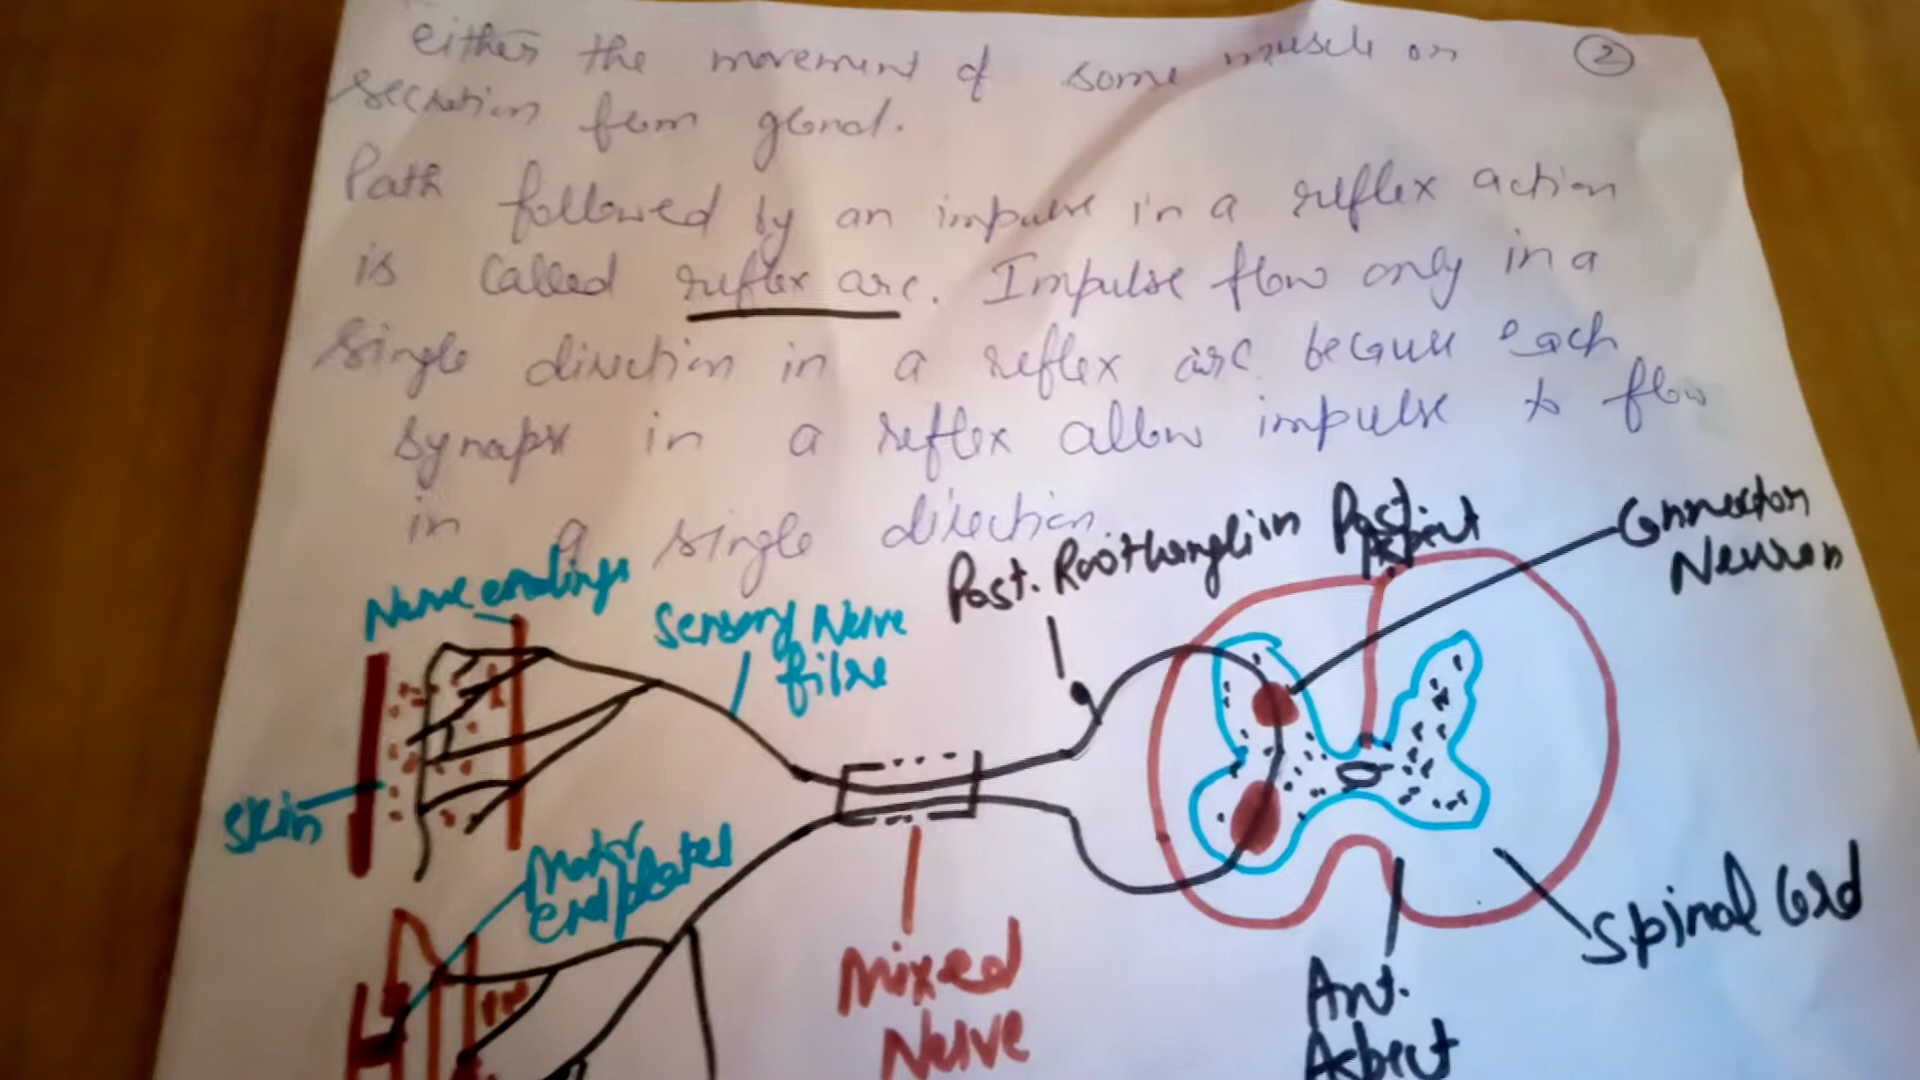 either the movement of some muscle or
②
secretion from gland.
Path followed by an impulse in a reflex action
is called reflex arc. Impulse flow only in a
single direction in a reflex arc because each
synapse in a reflex allow impulse to flow
in a single direction
Nerve endings
Sensory Nerve
fibre
Post. Root Ganglion
Post.
Aspect
Connector
Neuron
Skin
Motor
end plates
Mixed
Nerve
Ant.
Aspect
Spinal Cord